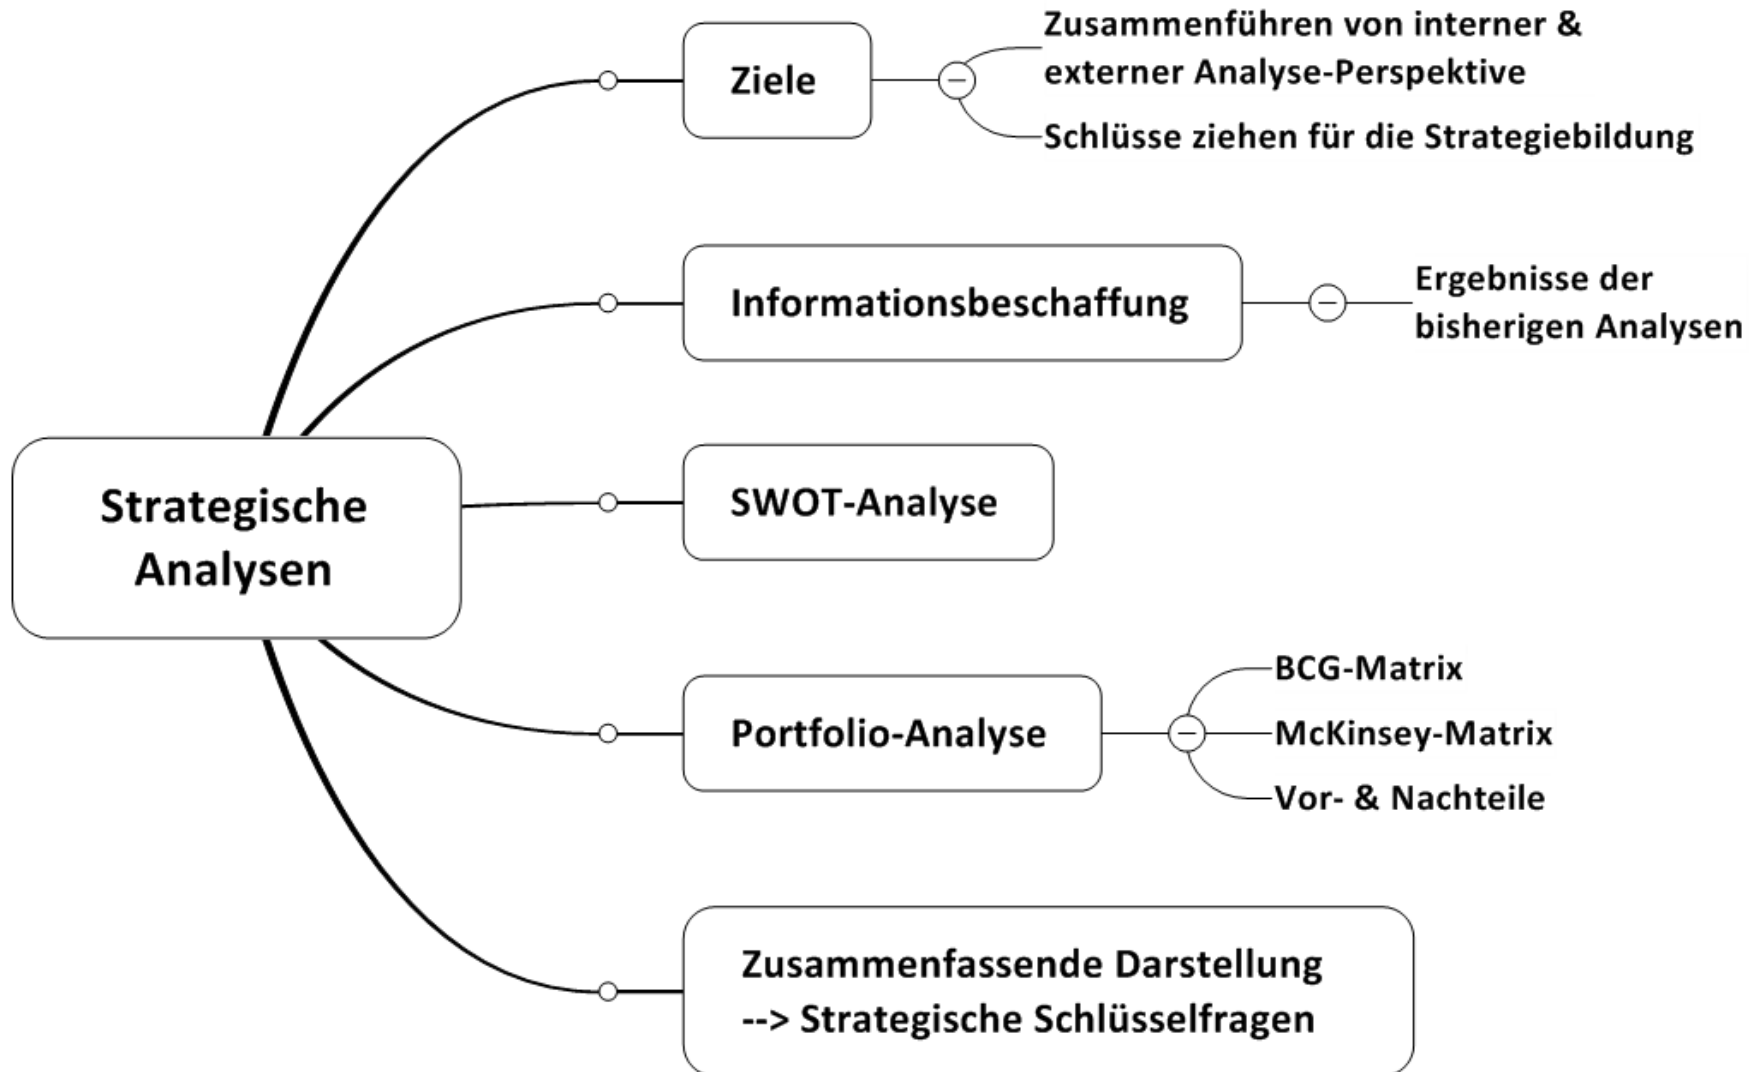 Zusammenführen von interner &
externer Analyse-Perspektive
Ziele
Schlüsse ziehen für die Strategiebildung
Informationsbeschaffung
Ergebnisse der
bisherigen Analysen
Strategische
Analysen
SWOT-Analyse
Portfolio-Analyse
BCG-Matrix
McKinsey-Matrix
Vor- & Nachteile
Zusammenfassende Darstellung
--> Strategische Schlüsselfragen